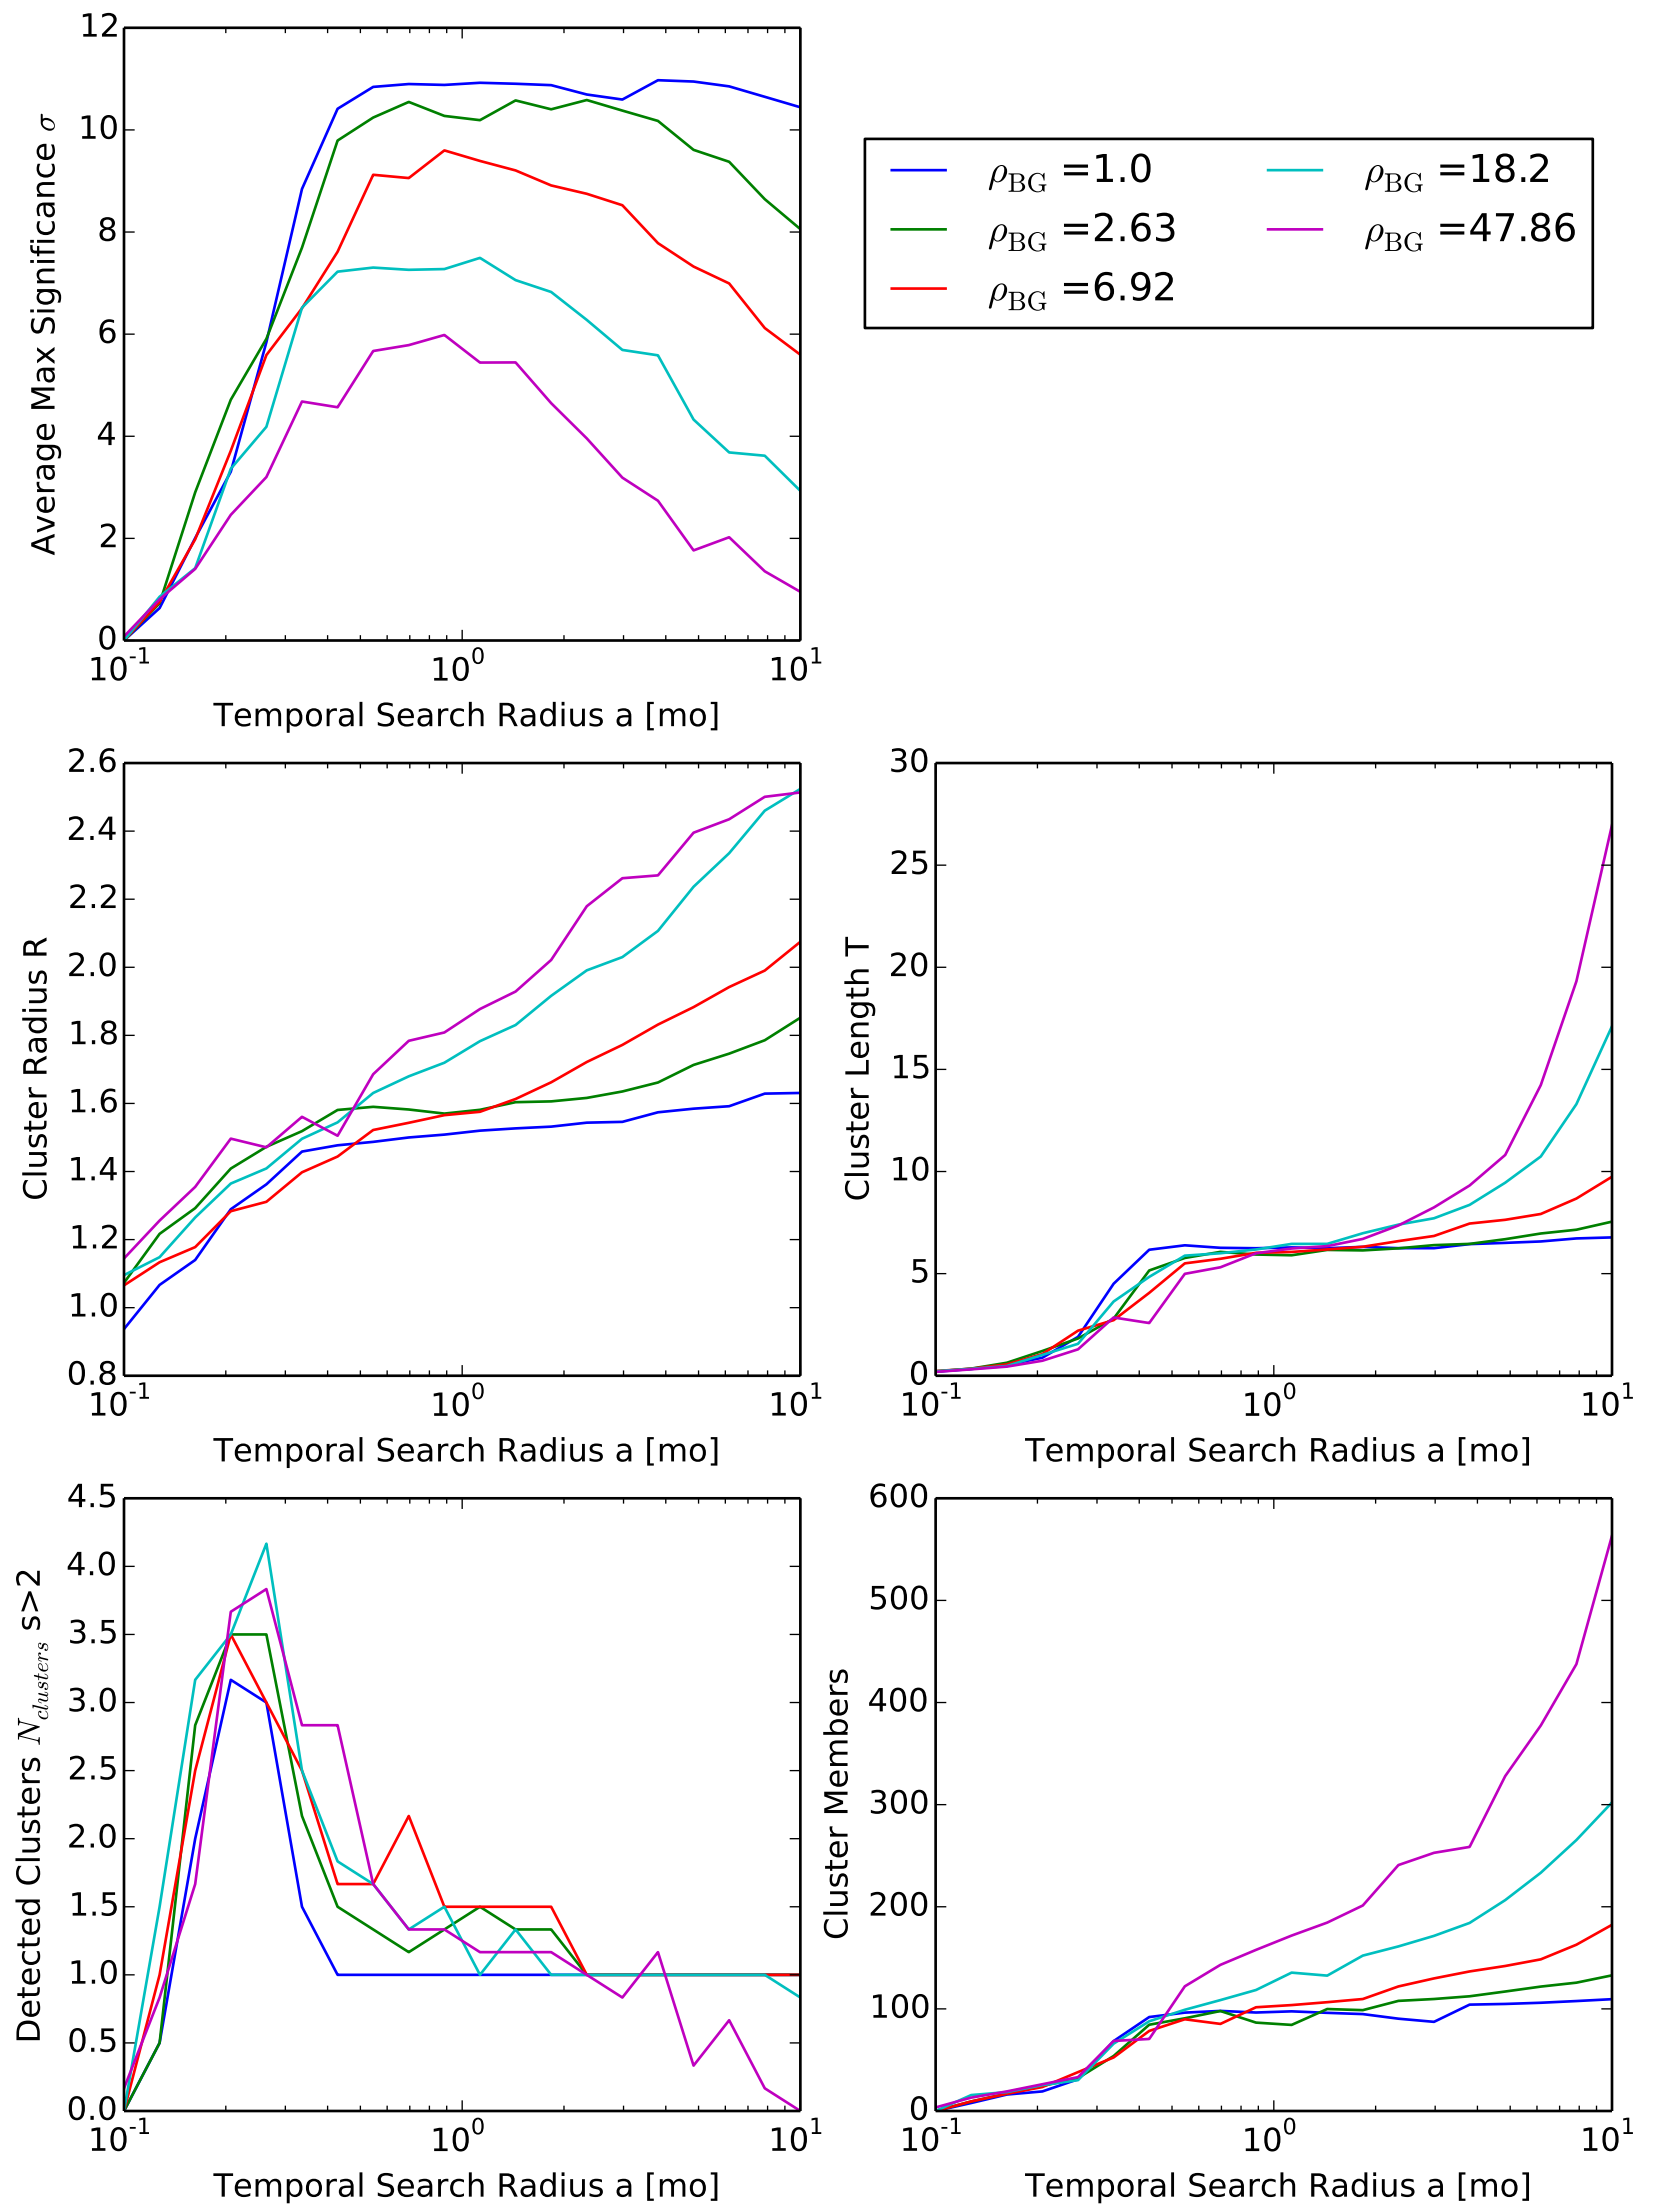 12
10
8
6
4
2
0
Average Max Significance σ
10^-1 10^0 10^1
Temporal Search Radius a [mo]
ρ_BG =1.0
ρ_BG =2.63
ρ_BG =6.92
ρ_BG =18.2
ρ_BG =47.86
2.6
2.4
2.2
2.0
1.8
1.6
1.4
1.2
1.0
0.8
Cluster Radius R
10^-1 10^0 10^1
Temporal Search Radius a [mo]
30
25
20
15
10
5
0
Cluster Length T
10^-1 10^0 10^1
Temporal Search Radius a [mo]
4.5
4.0
3.5
3.0
2.5
2.0
1.5
1.0
0.5
0.0
Detected Clusters N_clusters s>2
10^-1 10^0 10^1
Temporal Search Radius a [mo]
600
500
400
300
200
100
0
Cluster Members
10^-1 10^0 10^1
Temporal Search Radius a [mo]